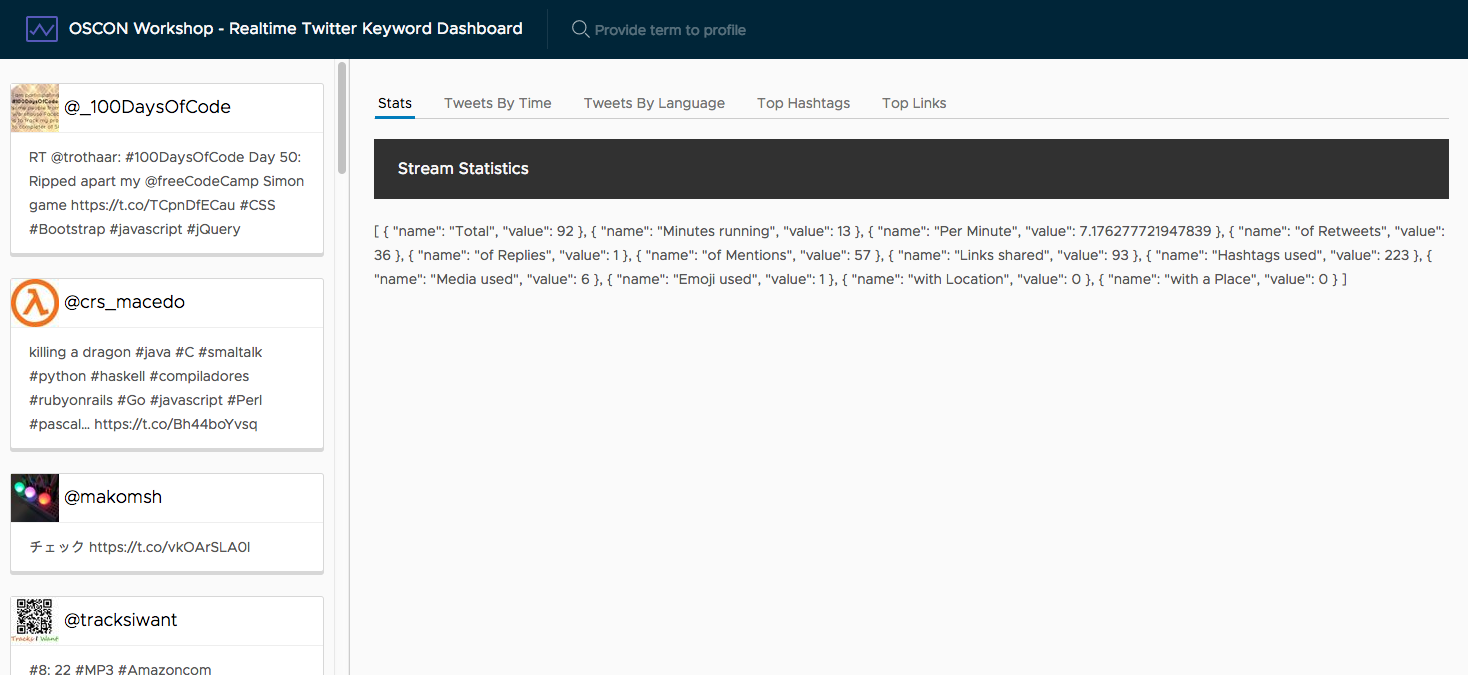 OSCON Workshop - Realtime Twitter Keyword Dashboard
Provide term to profile
@_100DaysOfCode
RT @trothaar: #100DaysOfCode Day 50:
Ripped apart my @freeCodeCamp Simon
game https://t.co/TCpnDfECau #CSS
#Bootstrap #javascript #jQuery
@crs_macedo
killing a dragon #java #C #smaltalk
#python #haskell #compiladores
#rubyonrails #Go #javascript #Perl
#pascal… https://t.co/Bh44boYvsq
@makomsh
チェック https://t.co/vkOArSLA0l
Tracks I Want
@tracksiwant
#8: 22 #MP3 #Amazoncom
Stats
Tweets By Time
Tweets By Language
Top Hashtags
Top Links
Stream Statistics
[ { "name": "Total", "value": 92 }, { "name": "Minutes running", "value": 13 }, { "name": "Per Minute", "value": 7.176277721947839 }, { "name": "of Retweets", "value":
36 }, { "name": "of Replies", "value": 1 }, { "name": "of Mentions", "value": 57 }, { "name": "Links shared", "value": 93 }, { "name": "Hashtags used", "value": 223 }, {
"name": "Media used", "value": 6 }, { "name": "Emoji used", "value": 1 }, { "name": "with Location", "value": 0 }, { "name": "with a Place", "value": 0 } ]